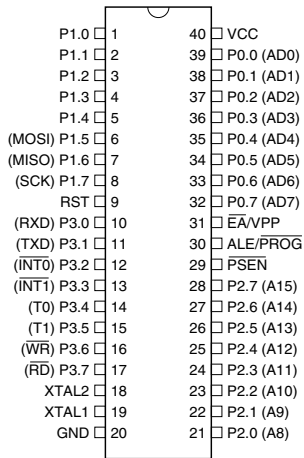 P1.0 1 40 VCC
P1.1 2 39 P0.0 (AD0)
P1.2 3 38 P0.1 (AD1)
P1.3 4 37 P0.2 (AD2)
P1.4 5 36 P0.3 (AD3)
(MOSI) P1.5 6 35 P0.4 (AD4)
(MISO) P1.6 7 34 P0.5 (AD5)
(SCK) P1.7 8 33 P0.6 (AD6)
RST 9 32 P0.7 (AD7)
(RXD) P3.0 10 31 E̅A̅/VPP
(TXD) P3.1 11 30 ALE/P̅R̅O̅G̅
(I̅N̅T̅0̅) P3.2 12 29 P̅S̅E̅N̅
(I̅N̅T̅1̅) P3.3 13 28 P2.7 (A15)
(T0) P3.4 14 27 P2.6 (A14)
(T1) P3.5 15 26 P2.5 (A13)
(W̅R̅) P3.6 16 25 P2.4 (A12)
(R̅D̅) P3.7 17 24 P2.3 (A11)
XTAL2 18 23 P2.2 (A10)
XTAL1 19 22 P2.1 (A9)
GND 20 21 P2.0 (A8)